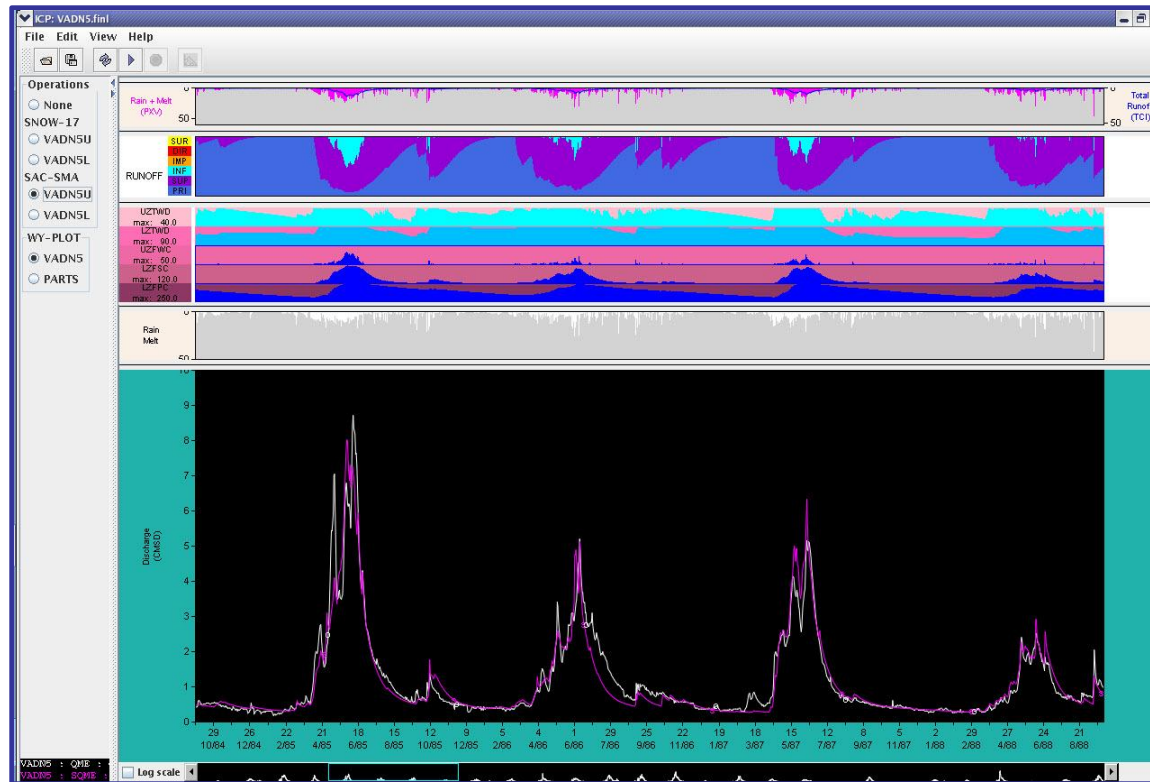 ICP: VADN5.finl
File Edit View Help
Operations
None
SNOW-17
VADN5U
VADN5L
SAC-SMA
VADN5U
VADN5L
WY-PLOT
VADN5
PARTS
Rain + Melt
(PXV)
0
50
0
50
Total
Runoff
(TCI)
RUNOFF
SUR
DIR
IMP
INF
SUP
PRI
UZTWD
max: 40.0
LZTWD
max: 90.0
UZFWC
max: 50.0
LZFSC
max: 120.0
LZFPC
max: 250.0
Rain
Melt
0
50
Discharge
(CMSD)
10
9
8
7
6
5
4
3
2
1
0
29 26 22 21 18 15 12 9 6 4 1 29 25 22 19 18 15 12 9 5 2 29 27 24 21
10/84 12/84 2/85 4/85 6/85 8/85 10/85 12/85 2/86 4/86 6/86 7/86 9/86 11/86 1/87 3/87 5/87 7/87 9/87 11/87 1/88 2/88 4/88 6/88 8/88
VADN5 : QME :
VADN5 : SQME :
Log scale